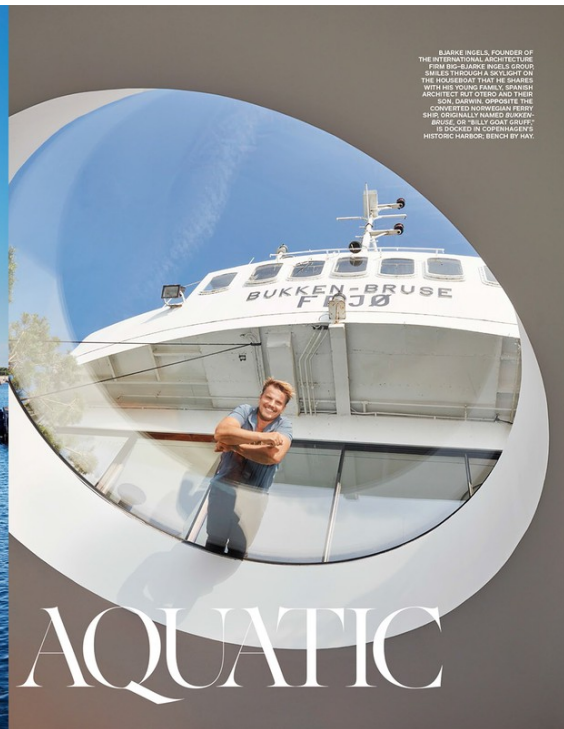 BJARKE INGELS, FOUNDER OF
THE INTERNATIONAL ARCHITECTURE
FIRM BIG–BJARKE INGELS GROUP,
SMILES THROUGH A SKYLIGHT ON
THE HOUSEBOAT THAT HE SHARES
WITH HIS YOUNG FAMILY, SPANISH
ARCHITECT RUT OTERO AND THEIR
SON, DARWIN. OPPOSITE THE
CONVERTED NORWEGIAN FERRY
SHIP, ORIGINALLY NAMED BUKKEN-
BRUSE, OR “BILLY GOAT GRUFF,”
IS DOCKED IN COPENHAGEN’S
HISTORIC HARBOR; BENCH BY HAY.
BUKKEN-BRUSE
FEJØ
AQUATIC